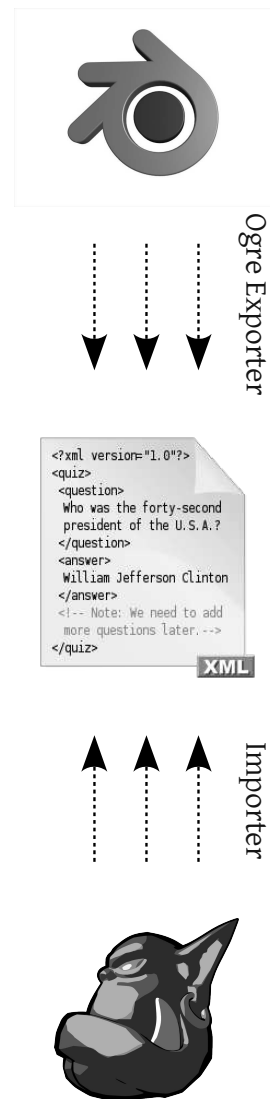 Ogre Exporter
<?xml version="1.0"?>
<quiz>
<question>
Who was the forty-second
president of the U.S.A.?
</question>
<answer>
William Jefferson Clinton
</answer>
<!-- Note: We need to add
more questions later.-->
</quiz>
XML
Importer